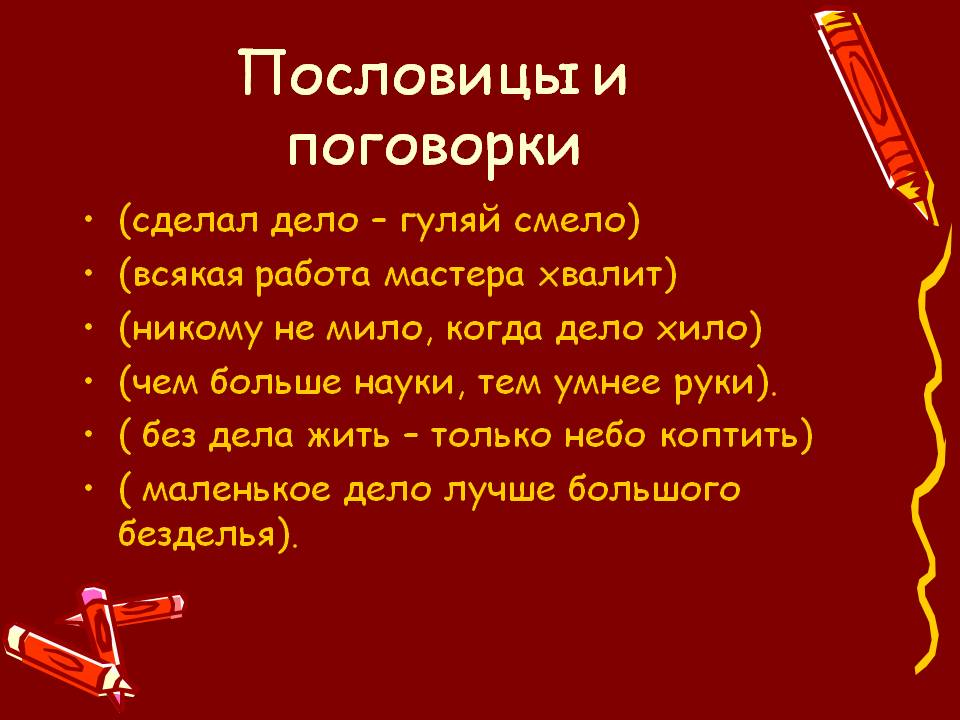 Пословицы и
поговорки
• (сделал дело – гуляй смело)
• (всякая работа мастера хвалит)
• (никому не мило, когда дело хило)
• (чем больше науки, тем умнее руки).
• ( без дела жить – только небо коптить)
• ( маленькое дело лучше большого
безделья).